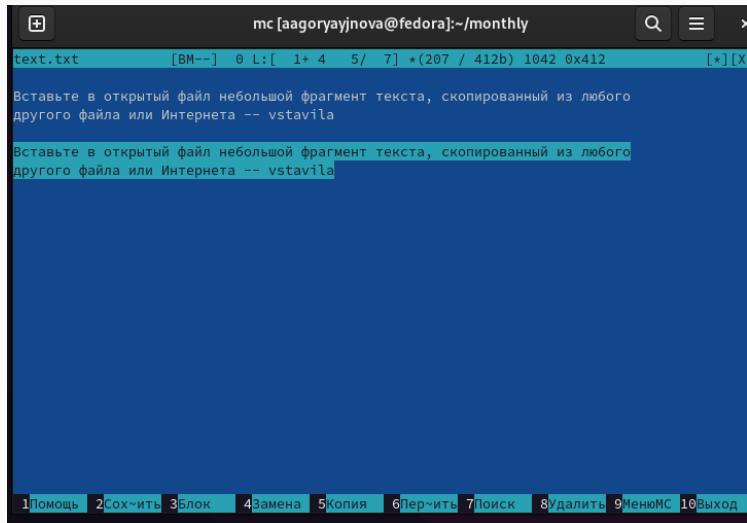 mc [aagoryayjnova@fedora]:~/monthly
text.txt [BM--] 0 L:[ 1+ 4 5/ 7] *(207 / 412b) 1042 0x412 [*][X
Вставьте в открытый файл небольшой фрагмент текста, скопированный из любого
другого файла или Интернета -- vstavila
Вставьте в открытый файл небольшой фрагмент текста, скопированный из любого
другого файла или Интернета -- vstavila
1Помощь 2Сох~ить 3Блок 4Замена 5Копия 6Пер~ить 7Поиск 8Удалить 9МенюMC 10Выход